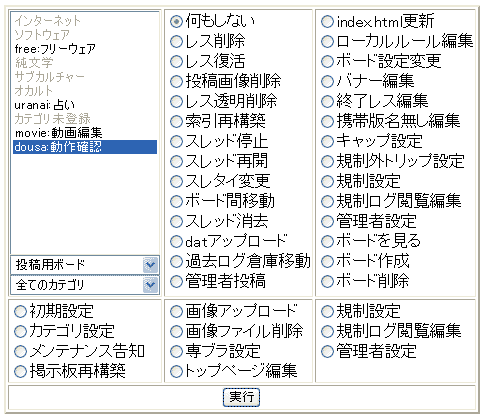 インターネット
ソフトウェア
free:フリーウェア
純文学
サブカルチャー
オカルト
uranai:占い
カテゴリ未登録
movie:動画編集
dousa:動作確認
投稿用ボード
全てのカテゴリ
何もしない
レス削除
レス復活
投稿画像削除
レス透明削除
索引再構築
スレッド停止
スレッド再開
スレタイ変更
ボード間移動
スレッド消去
datアップロード
過去ログ倉庫移動
管理者投稿
index.html更新
ローカルルール編集
ボード設定変更
バナー編集
終了レス編集
携帯版名無し編集
キャップ設定
規制外トリップ設定
規制設定
規制ログ閲覧編集
管理者設定
ボードを見る
ボード作成
ボード削除
初期設定
カテゴリ設定
メンテナンス告知
掲示板再構築
画像アップロード
画像ファイル削除
専ブラ設定
トップページ編集
規制設定
規制ログ閲覧編集
管理者設定
実行